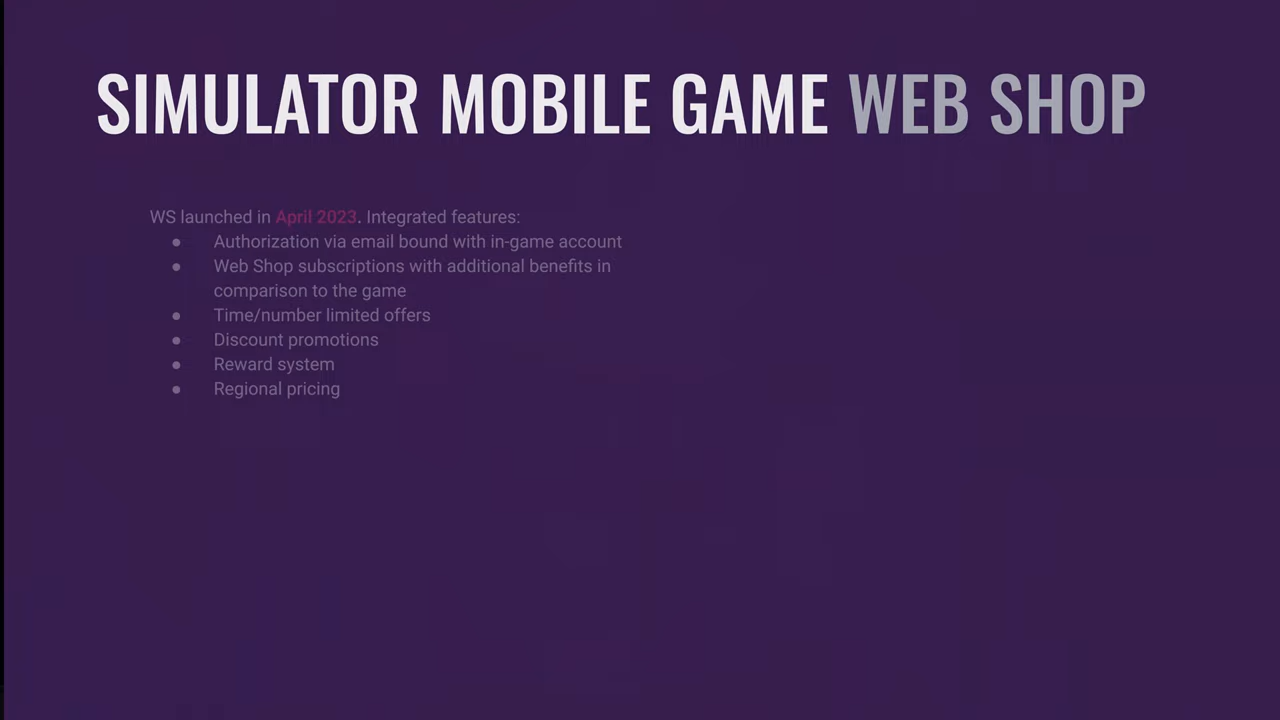 SIMULATOR MOBILE GAME WEB SHOP
WS launched in April 2023. Integrated features:
● Authorization via email bound with in-game account
● Web Shop subscriptions with additional benefits in
comparison to the game
● Time/number limited offers
● Discount promotions
● Reward system
● Regional pricing